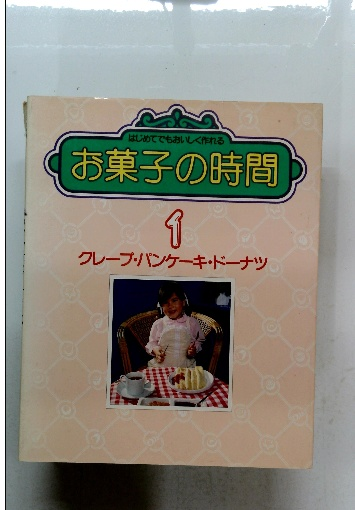 はじめてでもおいしく作れる
お菓子の時間
1
クレープ・パンケーキ・ドーナツ